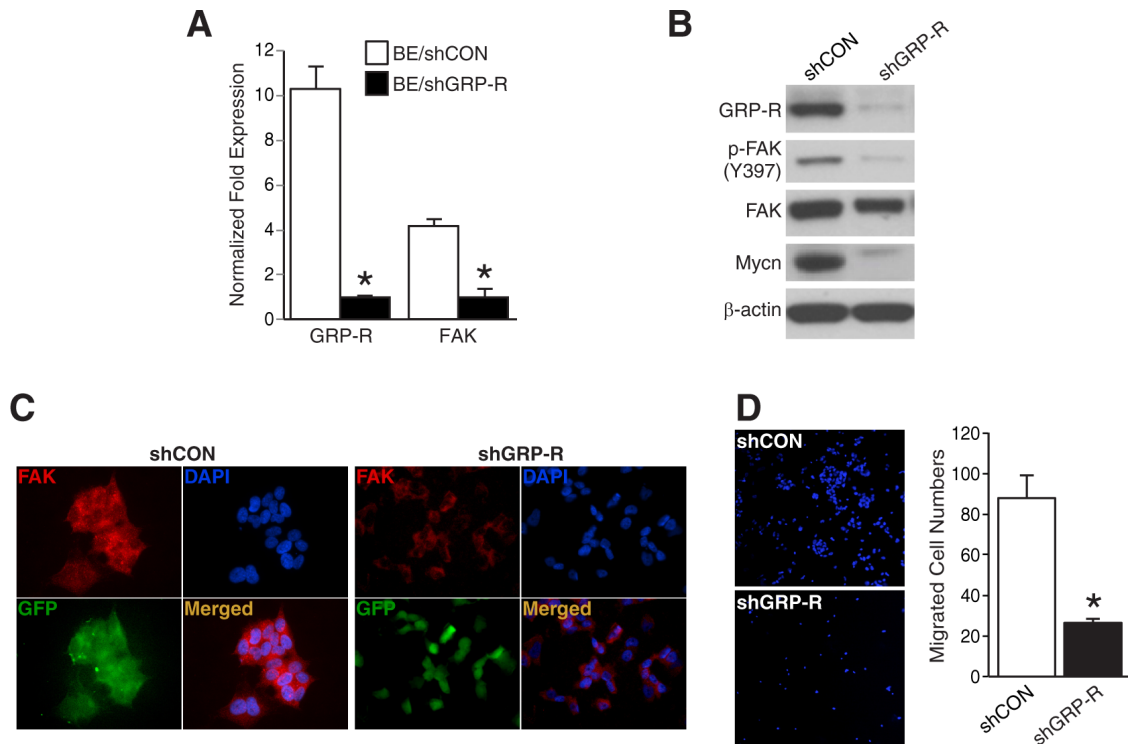 A
12
10
8
6
4
2
0
Normalized Fold Expression
BE/shCON
BE/shGRP-R
*
*
GRP-R
FAK
B
shCON
shGRP-R
GRP-R
p-FAK
(Y397)
FAK
Mycn
β-actin
C
shCON
shGRP-R
FAK
DAPI
FAK
DAPI
GFP
Merged
GFP
Merged
D
shCON
shGRP-R
120
100
80
60
40
20
0
Migrated Cell Numbers
*
shCON
shGRP-R